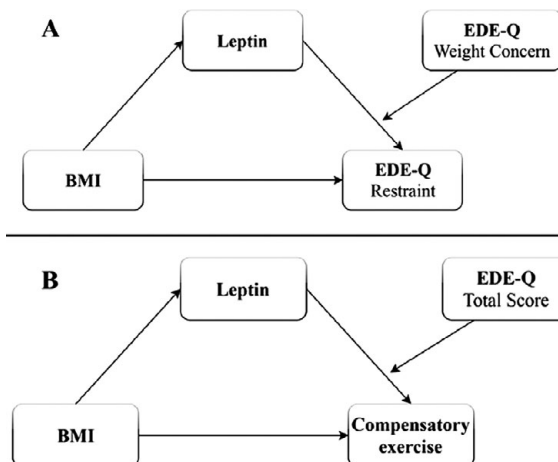 A
Leptin
EDE-Q
Weight Concern
BMI
EDE-Q
Restraint
B
Leptin
EDE-Q
Total Score
BMI
Compensatory
exercise